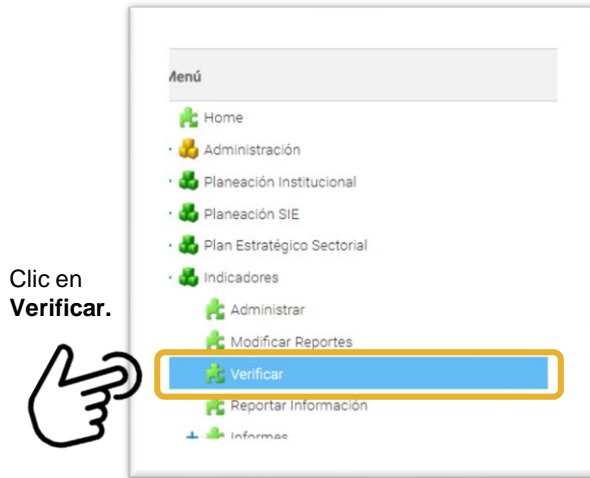 Menú
Home
Administración
Planeación Institucional
Planeación SIE
Plan Estratégico Sectorial
Indicadores
Administrar
Modificar Reportes
Verificar
Reportar Información
Informes
Clic en
Verificar.